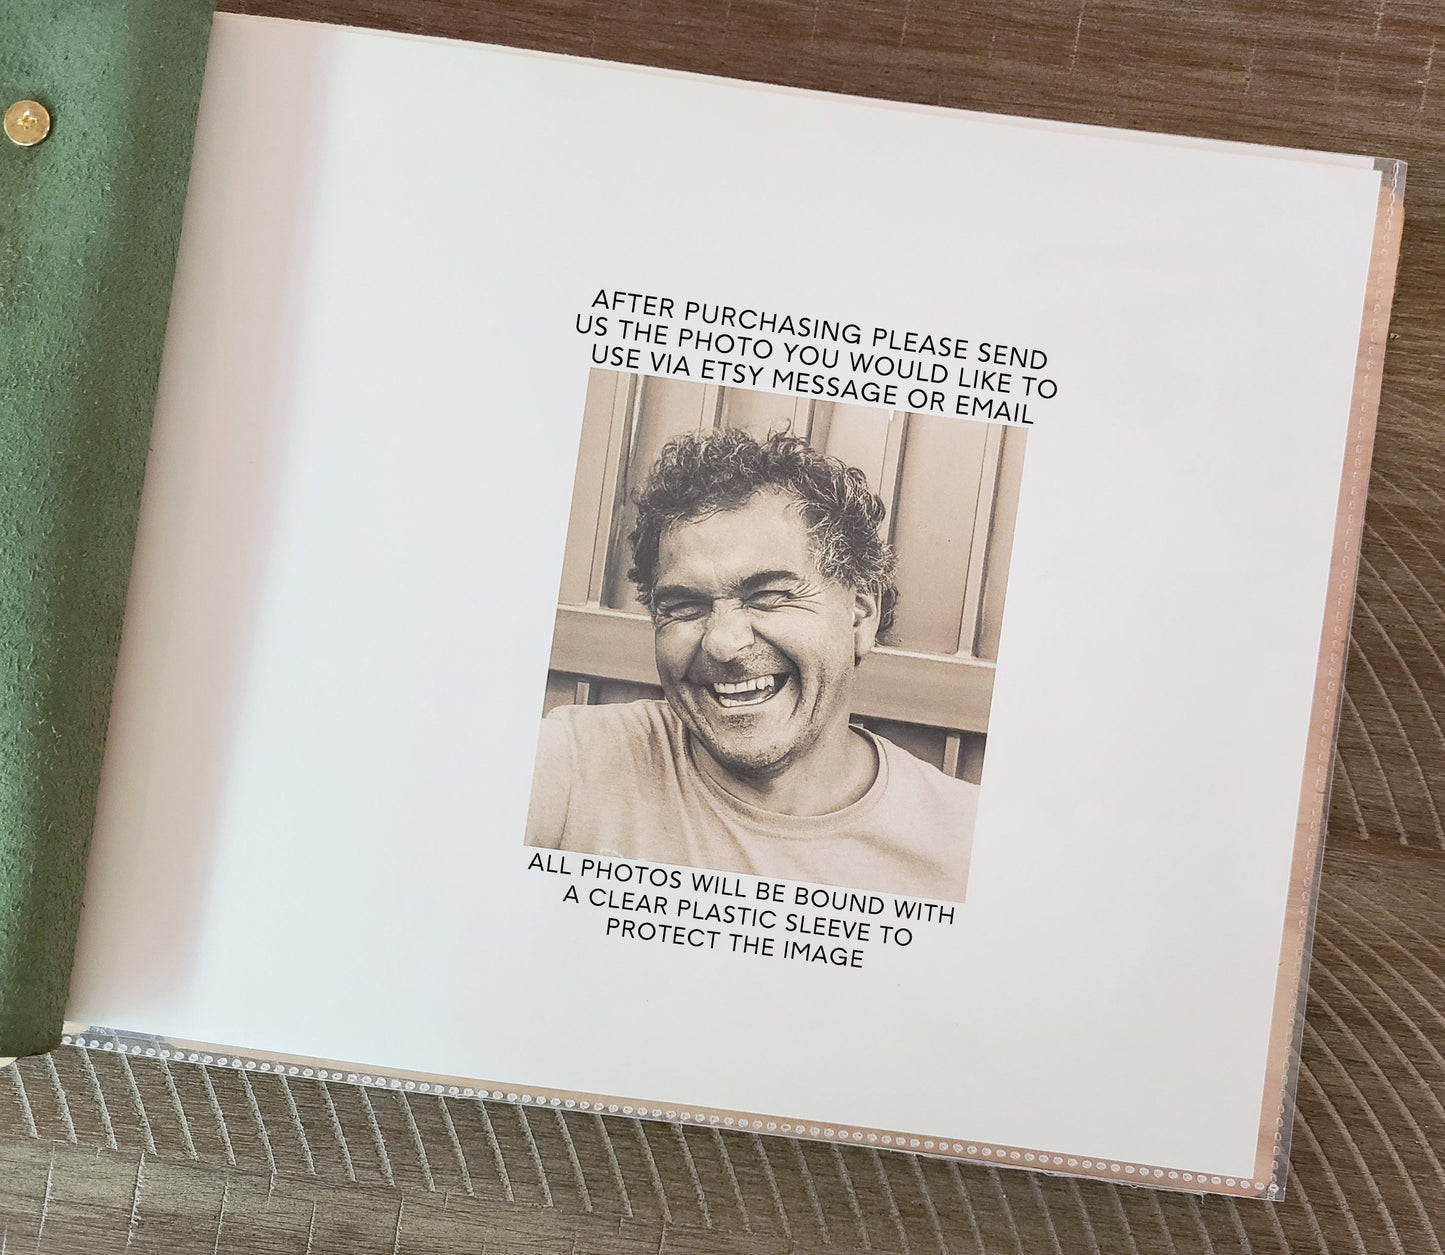 AFTER PURCHASING PLEASE SEND
US THE PHOTO YOU WOULD LIKE TO
USE VIA ETSY MESSAGE OR EMAIL
ALL PHOTOS WILL BE BOUND WITH
A CLEAR PLASTIC SLEEVE TO
PROTECT THE IMAGE